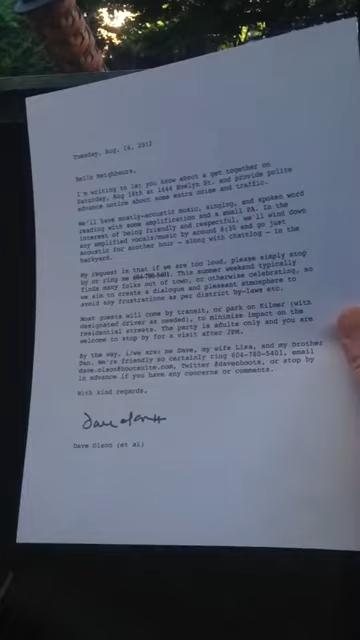 Tuesday, Aug. 14, 2012
Hello Neighbours,
I'm writing to let you know about a get together on
Saturday, Aug 18th at 1644 Evelyn St. and provide polite
advance notice about some extra noise and traffic.
We'll have mostly-acoustic music, singing, and spoken word
reading with some amplification and a small PA. In the
interest of being friendly and respectful, we'll wind down
any amplified vocals/music by around 8:30 and go just
acoustic for another hour - along with chatting - in the
backyard.
My request is that if we are too loud, please simply stop
by or ring me 604-780-5401. This summer weekend typically
finds many folks out of town, or otherwise celebrating, so
we aim to create a dialogue and pleasant atmosphere to
avoid any frustrations as per district by-laws etc.
Most guests will come by transit, or park on Kilmer (with
designated driver as needed), to minimize impact on the
residential streets. The party is adults only and you are
welcome to stop by for a visit after 2PM.
By the way, i/we are: me Dave, my wife Lisa, and my brother
Dan. We're friendly so certainly ring 604-780-5401, email
dave.olson@hootsuite.com, Twitter @daveohoots, or stop by
in advance if you have any concerns or comments.
With kind regards,
Dave Olson
Dave Olson (et al)